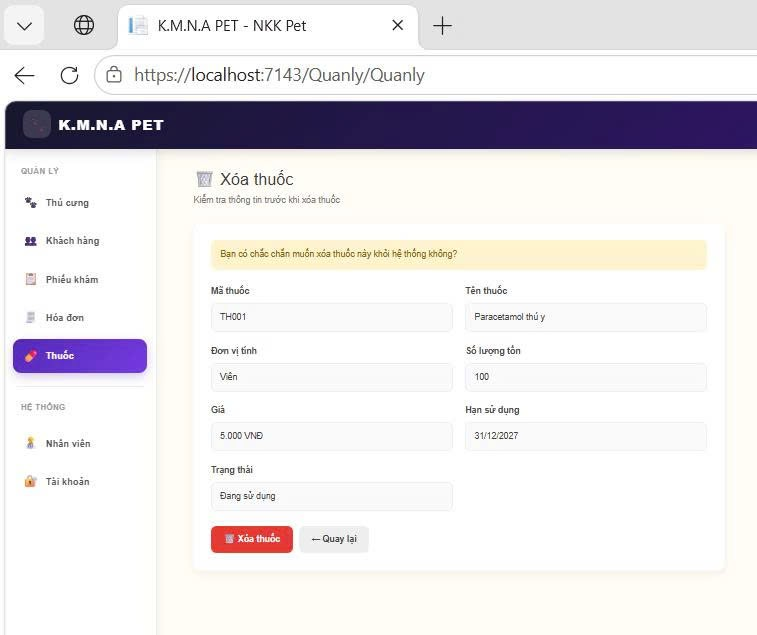 K.M.N.A PET - NKK Pet
https://localhost:7143/Quanly/Quanly
K.M.N.A PET
QUẢN LÝ
Thú cưng
Khách hàng
Phiếu khám
Hóa đơn
Thuốc
HỆ THỐNG
Nhân viên
Tài khoản
Xóa thuốc
Kiểm tra thông tin trước khi xóa thuốc
Bạn có chắc chắn muốn xóa thuốc này khỏi hệ thống không?
Mã thuốc Tên thuốc
TH001 Paracetamol thú y
Đơn vị tính Số lượng tồn
Viên 100
Giá Hạn sử dụng
5.000 VNĐ 31/12/2027
Trạng thái
Đang sử dụng
Xóa thuốc ← Quay lại